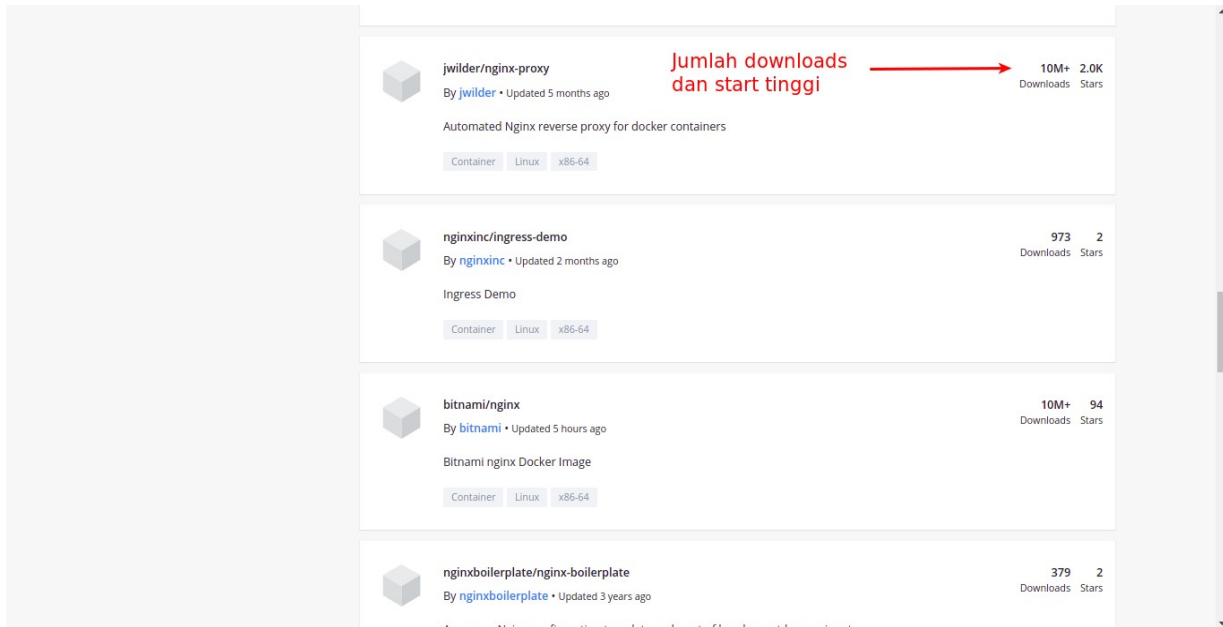 jwilder/nginx-proxy
Jumlah downloads
dan start tinggi
10M+ 2.0K
Downloads Stars
By jwilder • Updated 5 months ago
Automated Nginx reverse proxy for docker containers
Container Linux x86-64
nginxinc/ingress-demo
973 2
Downloads Stars
By nginxinc • Updated 2 months ago
Ingress Demo
Container Linux x86-64
bitnami/nginx
10M+ 94
Downloads Stars
By bitnami • Updated 5 hours ago
Bitnami nginx Docker Image
Container Linux x86-64
nginxboilerplate/nginx-boilerplate
379 2
Downloads Stars
By nginxboilerplate • Updated 3 years ago